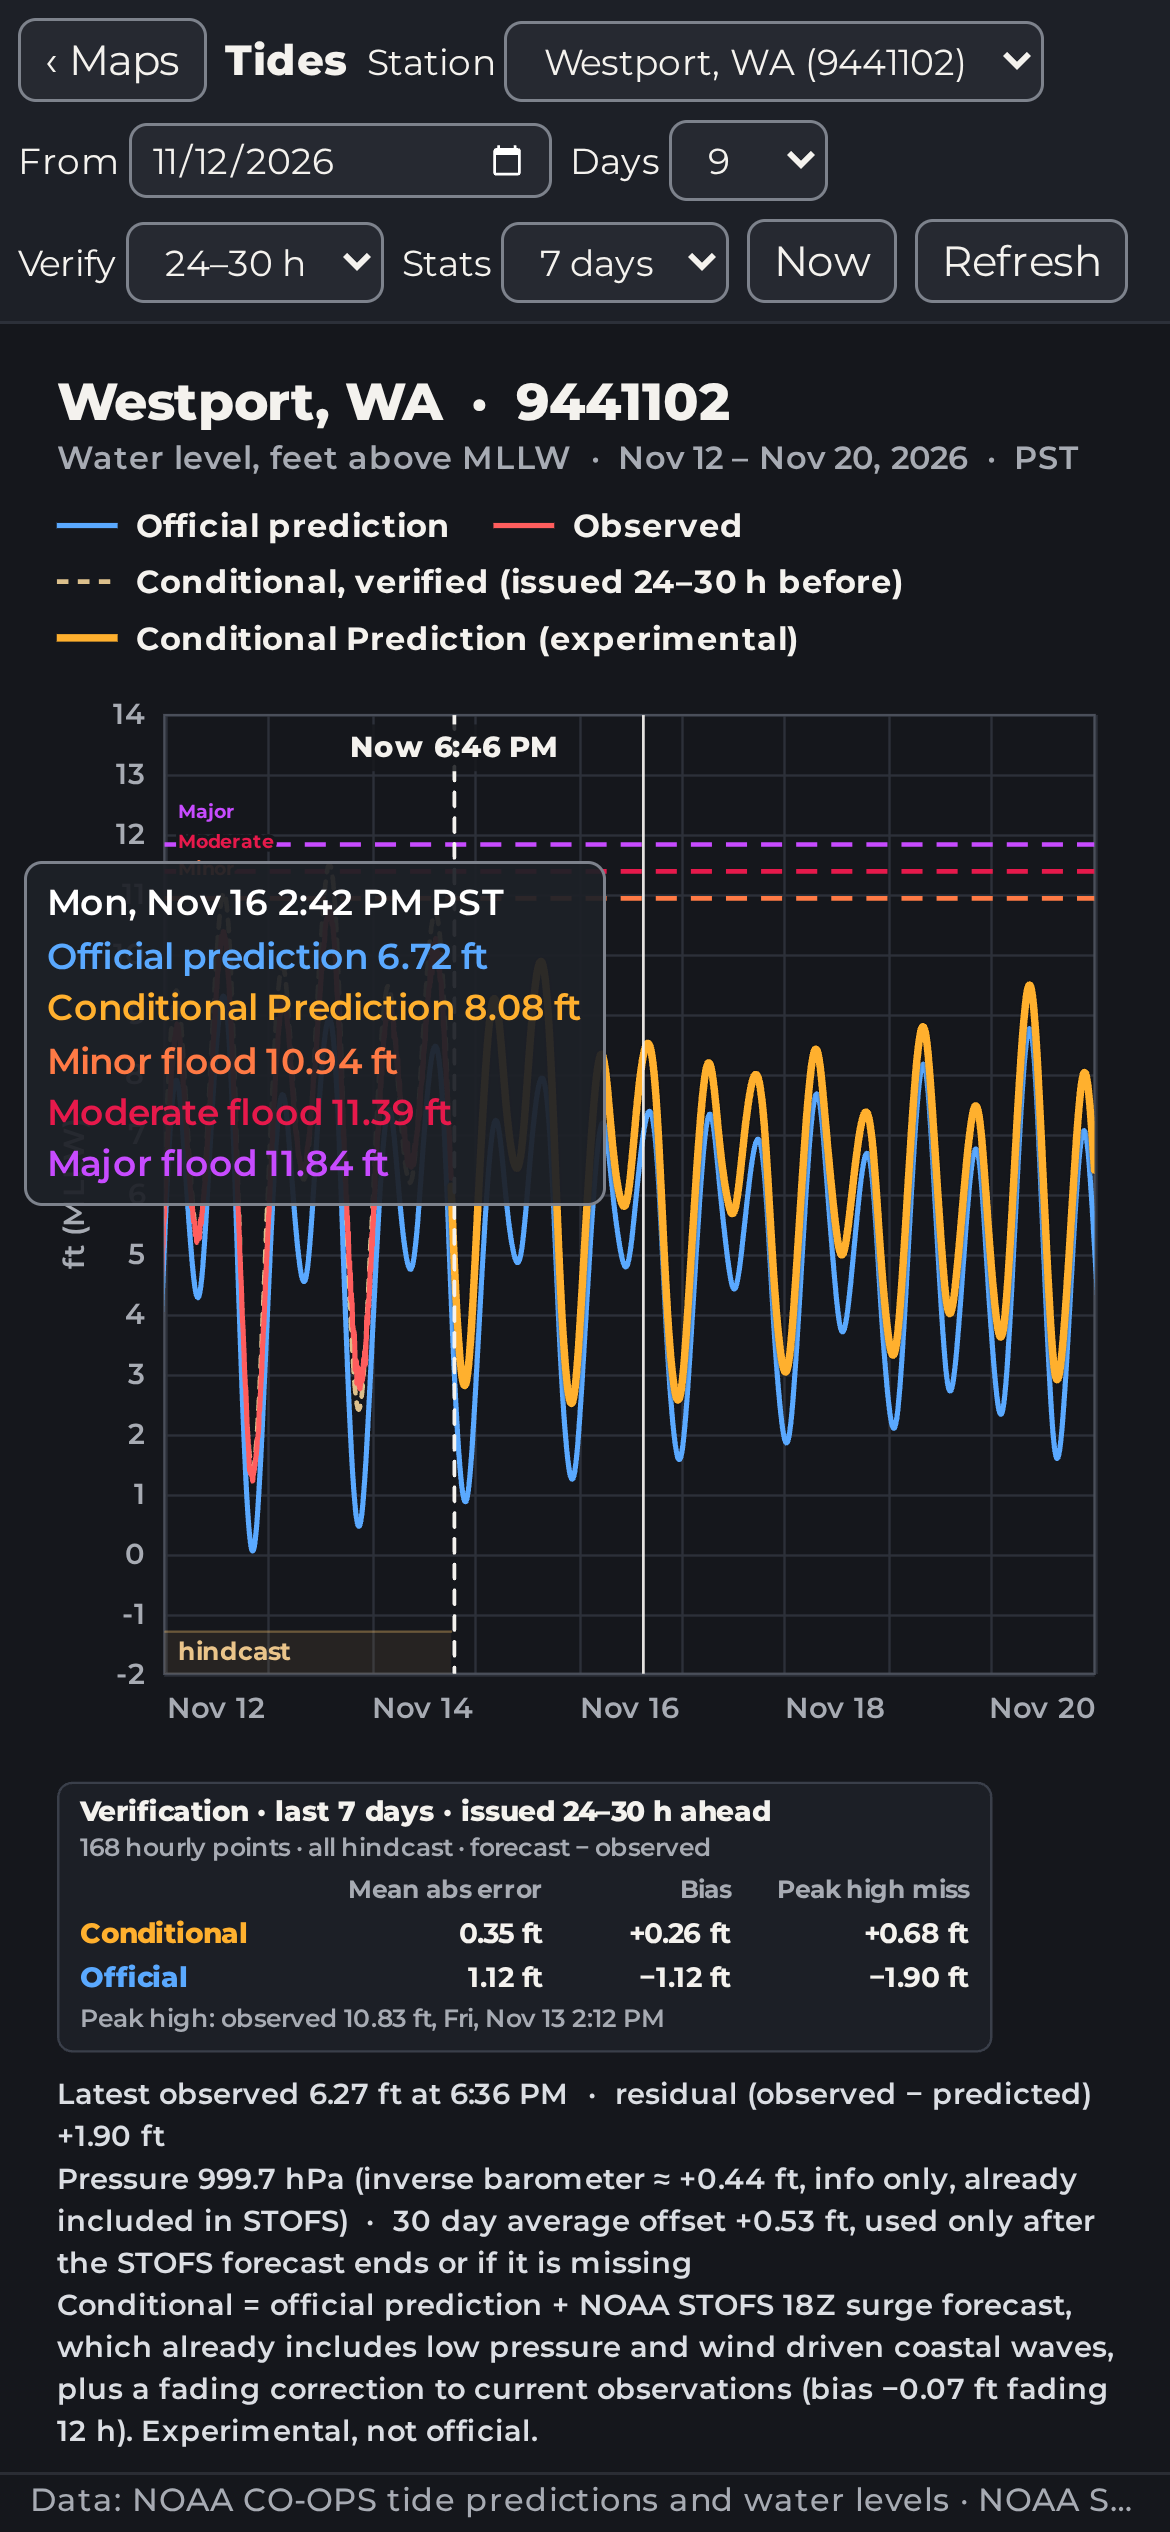 ‹ Maps Tides Station Westport, WA (9441102)
From 11/12/2026 Days 9
Verify 24–30 h Stats 7 days Now Refresh
Westport, WA · 9441102
Water level, feet above MLLW · Nov 12 – Nov 20, 2026 · PST
Official prediction Observed
Conditional, verified (issued 24–30 h before)
Conditional Prediction (experimental)
14
Now 6:46 PM
13
Major
12
Moderate
Minor
11
Mon, Nov 16 2:42 PM PST
Official prediction 6.72 ft
Conditional Prediction 8.08 ft
Minor flood 10.94 ft
Moderate flood 11.39 ft
Major flood 11.84 ft
6
5
4
3
2
1
0
-1
hindcast
-2
Nov 12 Nov 14 Nov 16 Nov 18 Nov 20
Verification · last 7 days · issued 24–30 h ahead
168 hourly points · all hindcast · forecast − observed
Mean abs error Bias Peak high miss
Conditional 0.35 ft +0.26 ft +0.68 ft
Official 1.12 ft −1.12 ft −1.90 ft
Peak high: observed 10.83 ft, Fri, Nov 13 2:12 PM
Latest observed 6.27 ft at 6:36 PM · residual (observed − predicted)
+1.90 ft
Pressure 999.7 hPa (inverse barometer ≈ +0.44 ft, info only, already
included in STOFS) · 30 day average offset +0.53 ft, used only after
the STOFS forecast ends or if it is missing
Conditional = official prediction + NOAA STOFS 18Z surge forecast,
which already includes low pressure and wind driven coastal waves,
plus a fading correction to current observations (bias −0.07 ft fading
12 h). Experimental, not official.
Data: NOAA CO-OPS tide predictions and water levels · NOAA S...